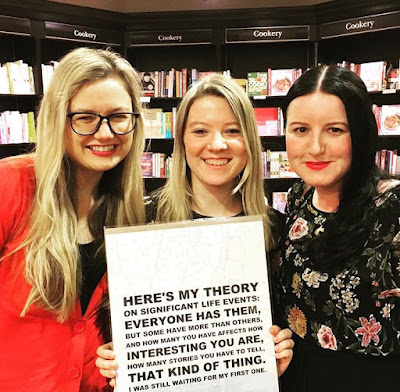 Cookery
Cookery
Cookery
Cookery
HERE'S MY THEORY
ON SIGNIFICANT LIFE EVENTS:
EVERYONE HAS THEM,
BUT SOME HAVE MORE THAN OTHERS,
AND HOW MANY YOU HAVE AFFECTS HOW
INTERESTING YOU ARE,
HOW MANY STORIES YOU HAVE TO TELL,
THAT KIND OF THING.
I WAS STILL WAITING FOR MY FIRST ONE.